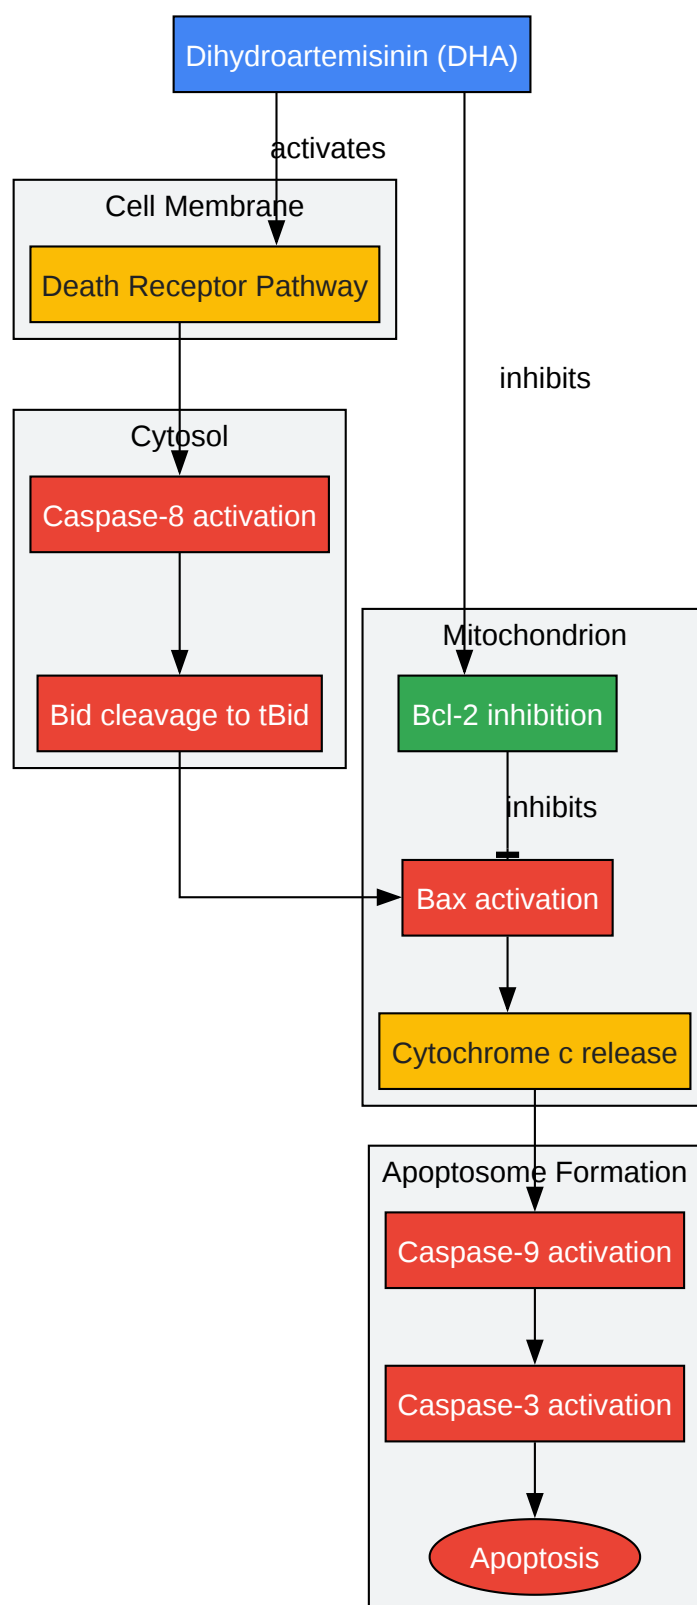 Dihydroartemisinin (DHA)
activates
Cell Membrane
Death Receptor Pathway
inhibits
Cytosol
Caspase-8 activation
Mitochondrion
Bid cleavage to tBid
Bcl-2 inhibition
inhibits
Bax activation
Cytochrome c release
Apoptosome Formation
Caspase-9 activation
Caspase-3 activation
Apoptosis